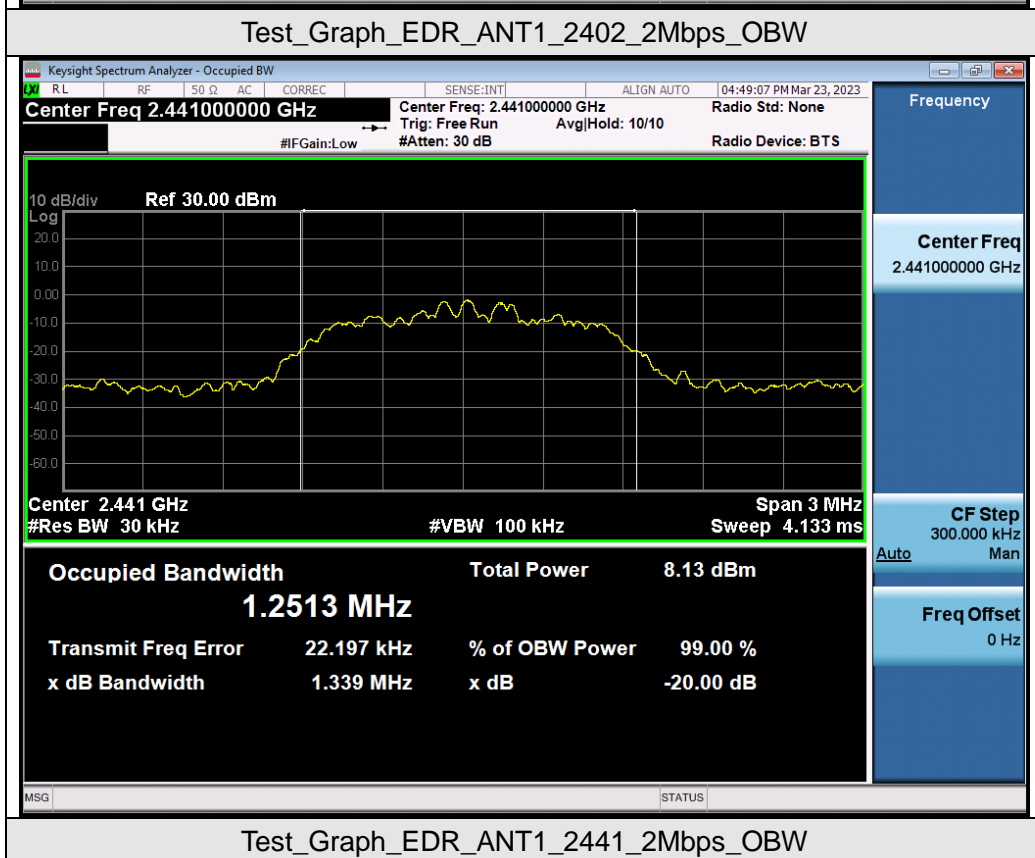 Test_Graph_EDR_ANT1_2402_2Mbps_OBW
Keysight Spectrum Analyzer - Occupied BW
LXI RL RF 50 Ω AC CORREC SENSE:INT ALIGN AUTO 04:49:07 PM Mar 23, 2023
Center Freq 2.441000000 GHz Center Freq: 2.441000000 GHz Radio Std: None
Trig: Free Run Avg|Hold: 10/10
#IFGain:Low #Atten: 30 dB Radio Device: BTS
10 dB/div Ref 30.00 dBm
Log
20.0
10.0
0.00
-10.0
-20.0
-30.0
-40.0
-50.0
-60.0
Center 2.441 GHz Span 3 MHz
#Res BW 30 kHz #VBW 100 kHz Sweep 4.133 ms
Occupied Bandwidth Total Power 8.13 dBm
1.2513 MHz
Transmit Freq Error 22.197 kHz % of OBW Power 99.00 %
x dB Bandwidth 1.339 MHz x dB -20.00 dB
Frequency
Center Freq
2.441000000 GHz
CF Step
300.000 kHz
Auto Man
Freq Offset
0 Hz
MSG STATUS
Test_Graph_EDR_ANT1_2441_2Mbps_OBW